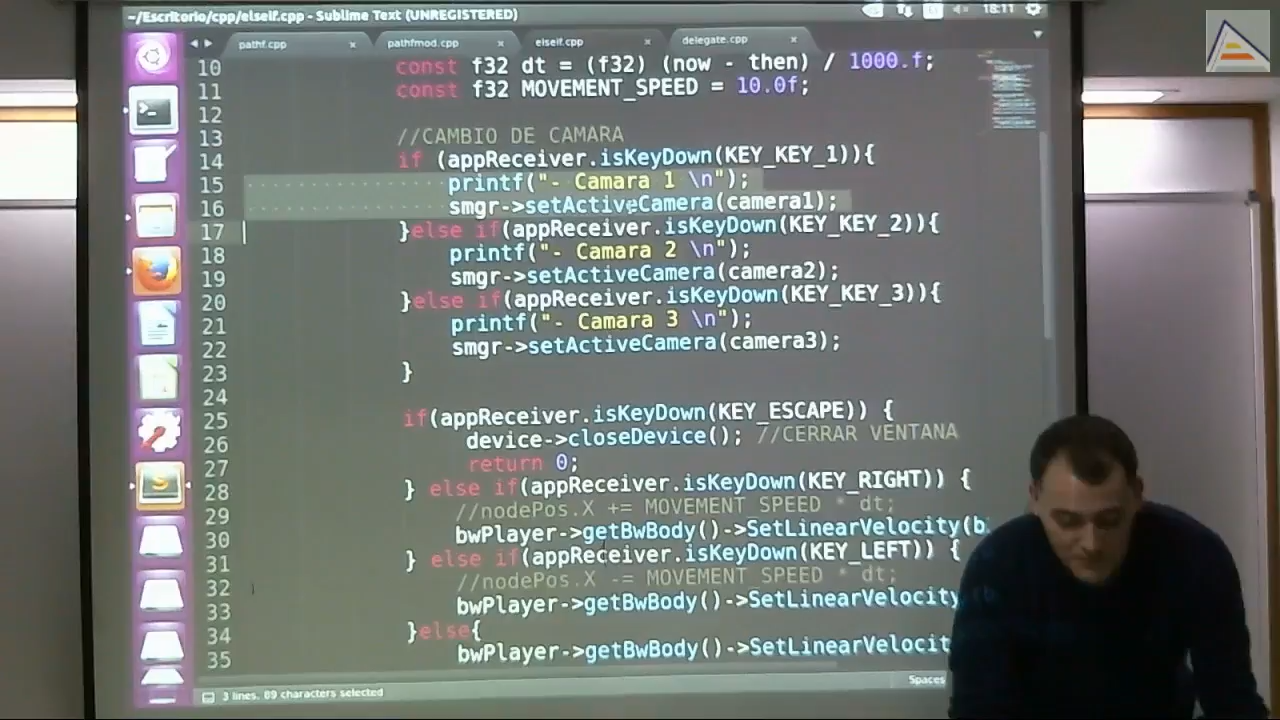 ~/Escritorio/cpp/elseif.cpp - Sublime Text (UNREGISTERED)
18:11
pathf.cpp
pathfmod.cpp
elseif.cpp
delegate.cpp
10 const f32 dt = (f32) (now - then) / 1000.f;
11 const f32 MOVEMENT_SPEED = 10.0f;
12
13 //CAMBIO DE CAMARA
14 if (appReceiver.isKeyDown(KEY_KEY_1)){
15 printf("- Camara 1 \n");
16 smgr->setActiveCamera(camera1);
17 }else if(appReceiver.isKeyDown(KEY_KEY_2)){
18 printf("- Camara 2 \n");
19 smgr->setActiveCamera(camera2);
20 }else if(appReceiver.isKeyDown(KEY_KEY_3)){
21 printf("- Camara 3 \n");
22 smgr->setActiveCamera(camera3);
23 }
24
25 if(appReceiver.isKeyDown(KEY_ESCAPE)) {
26 device->closeDevice(); //CERRAR VENTANA
27 return 0;
28 } else if(appReceiver.isKeyDown(KEY_RIGHT)) {
29 //nodePos.X += MOVEMENT_SPEED * dt;
30 bwPlayer->getBwBody()->SetLinearVelocity(b
31 } else if(appReceiver.isKeyDown(KEY_LEFT)) {
32 //nodePos.X -= MOVEMENT_SPEED * dt;
33 bwPlayer->getBwBody()->SetLinearVelocity(b
34 }else{
35 bwPlayer->getBwBody()->SetLinearVelocit
3 lines, 89 characters selected
Spaces